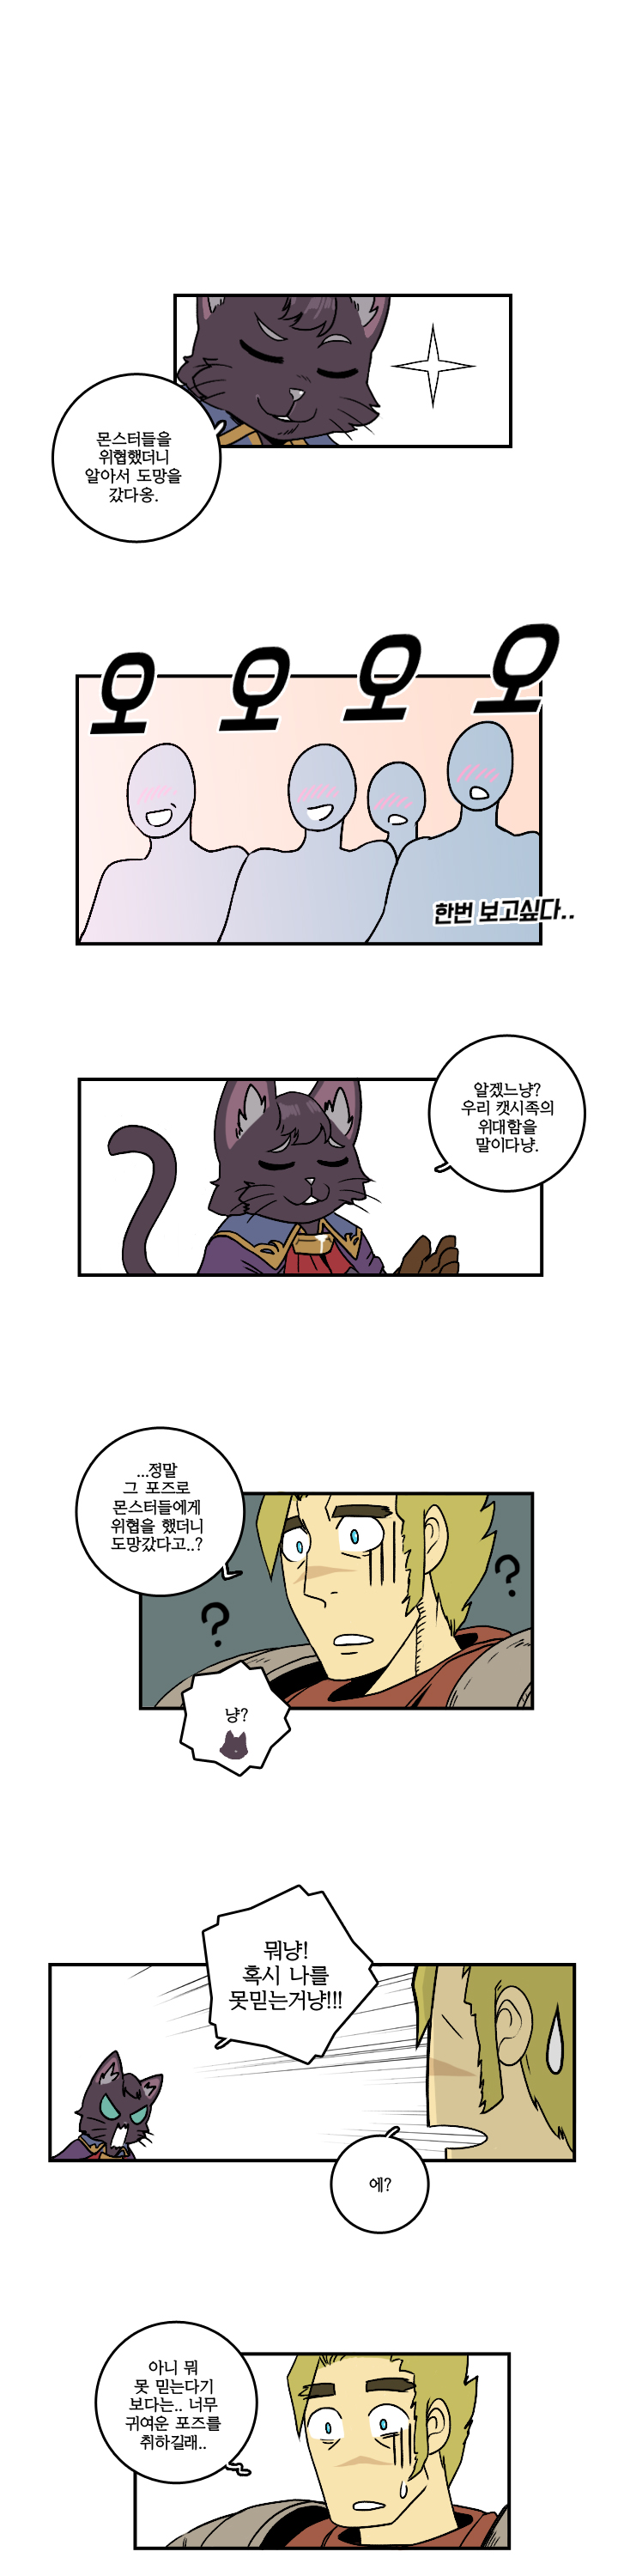 몬스터들을
위협했더니
알아서 도망을
갔다옹.
오 오 오 오
한번 보고싶다..
알겠느냥?
우리 캣시족의
위대함을
말이다냥.
...정말
그 포즈로
몬스터들에게
위협을 했더니
도망갔다고..?
?
?
냥?
뭐냥!
혹시 나를
못믿는거냥!!!
에?
아니 뭐
못 믿는다기
보다는.. 너무
귀여운 포즈를
취하길래..